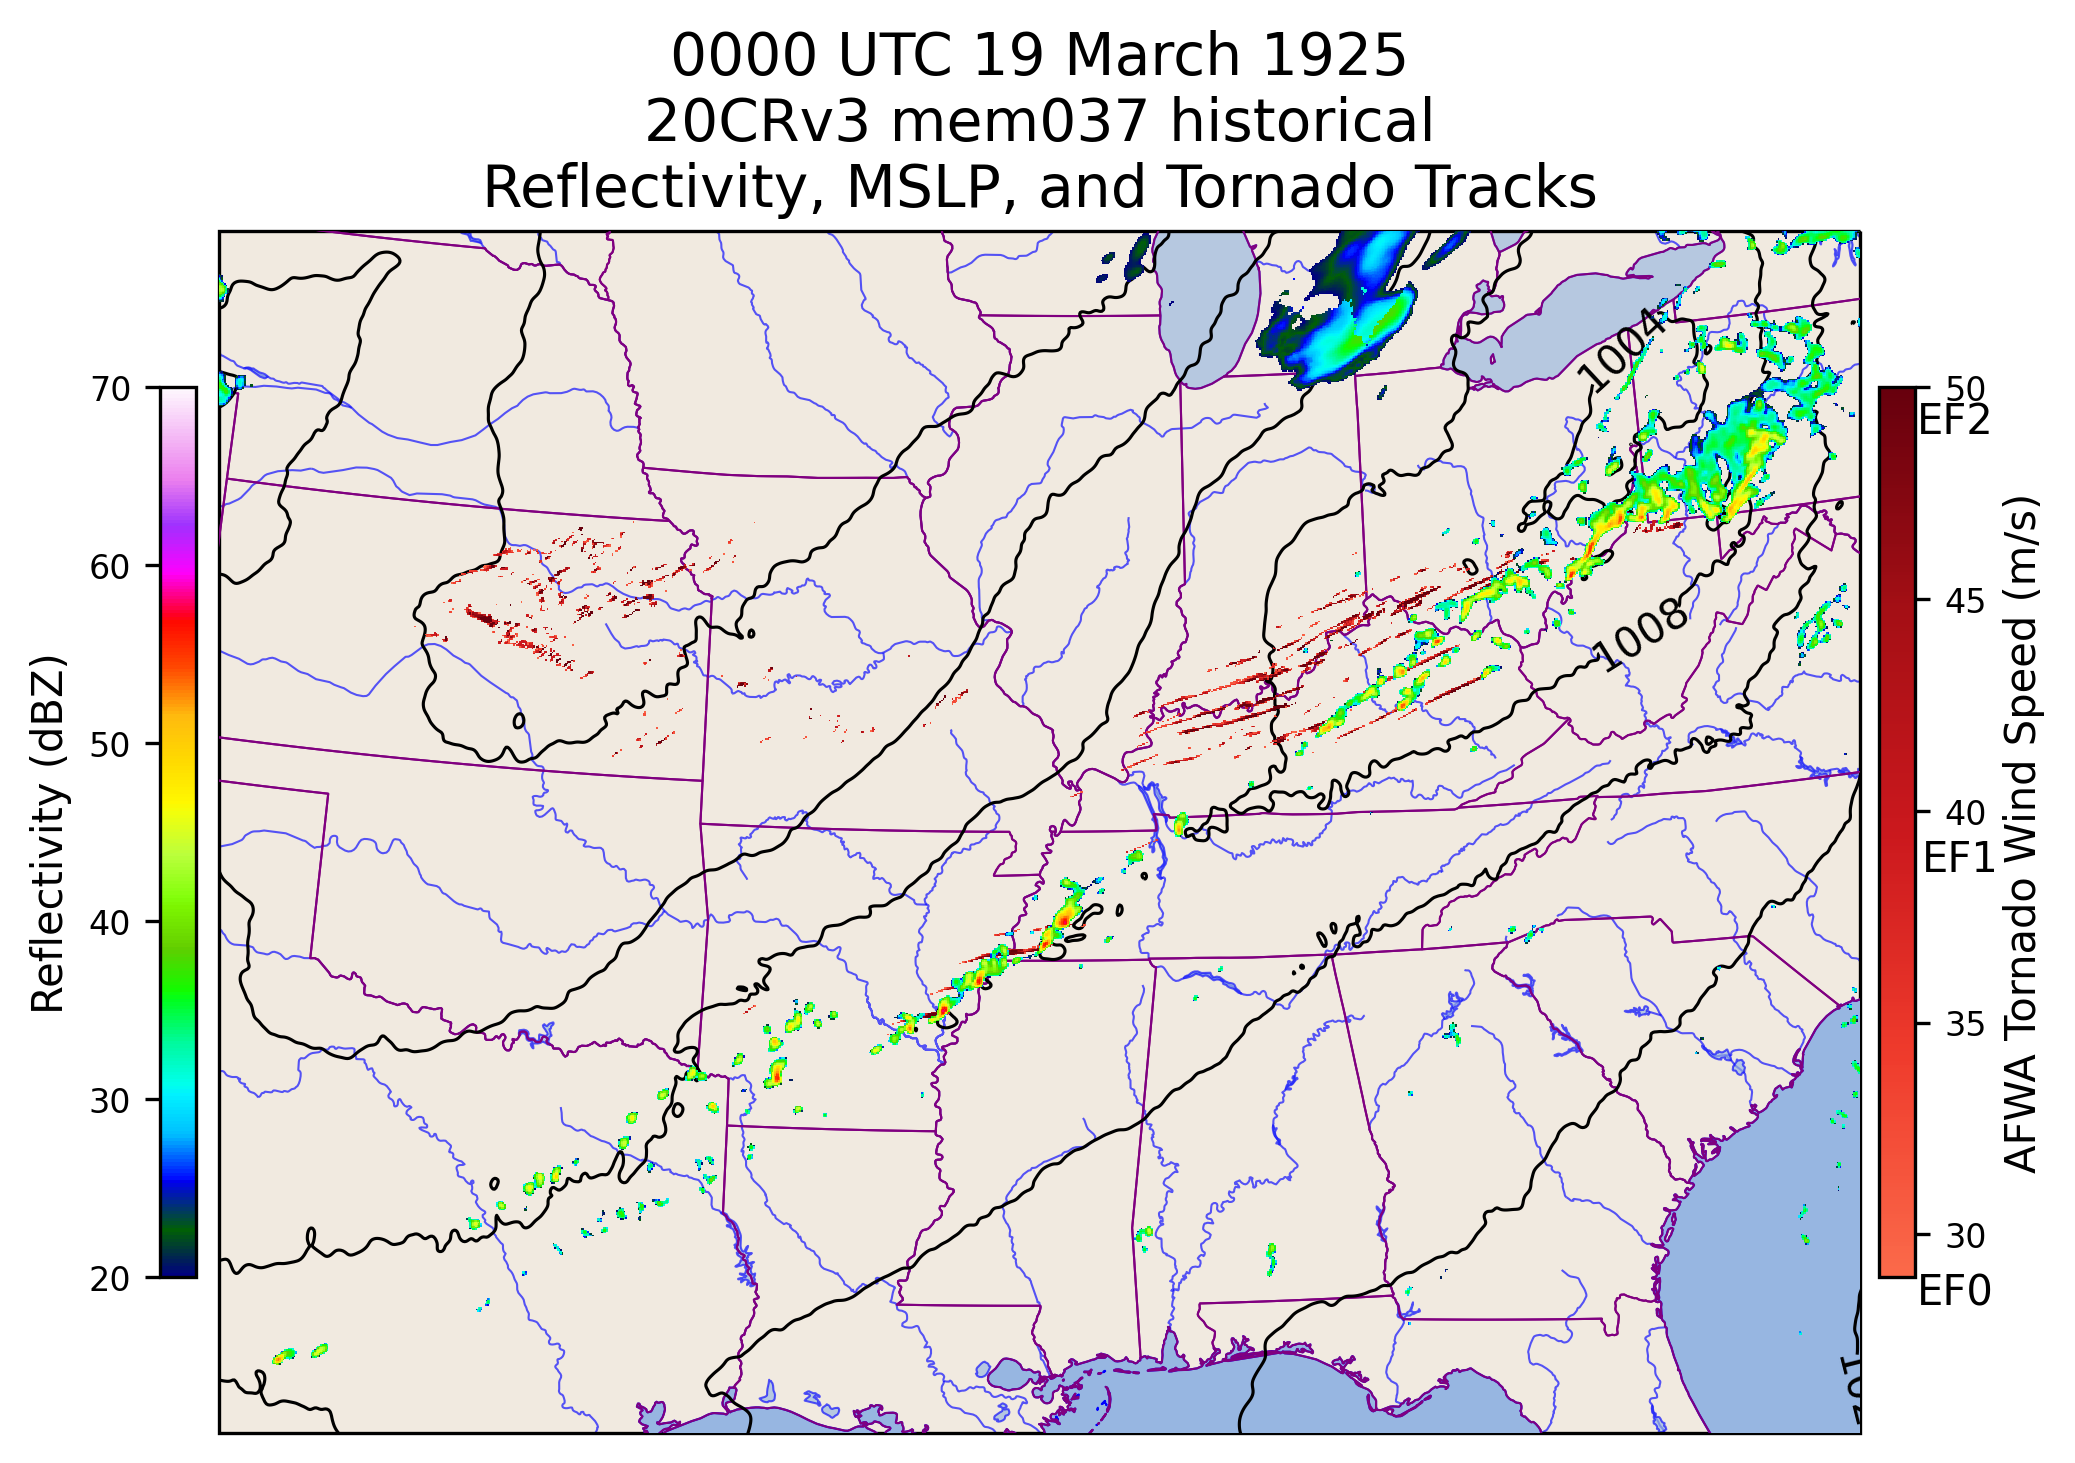 0000 UTC 19 March 1925
20CRv3 mem037 historical
Reflectivity, MSLP, and Tornado Tracks
1004
1008
70
60
50
40
30
20
Reflectivity (dBZ)
50
EF2
45
40
EF1
35
30
EF0
AFWA Tornado Wind Speed (m/s)